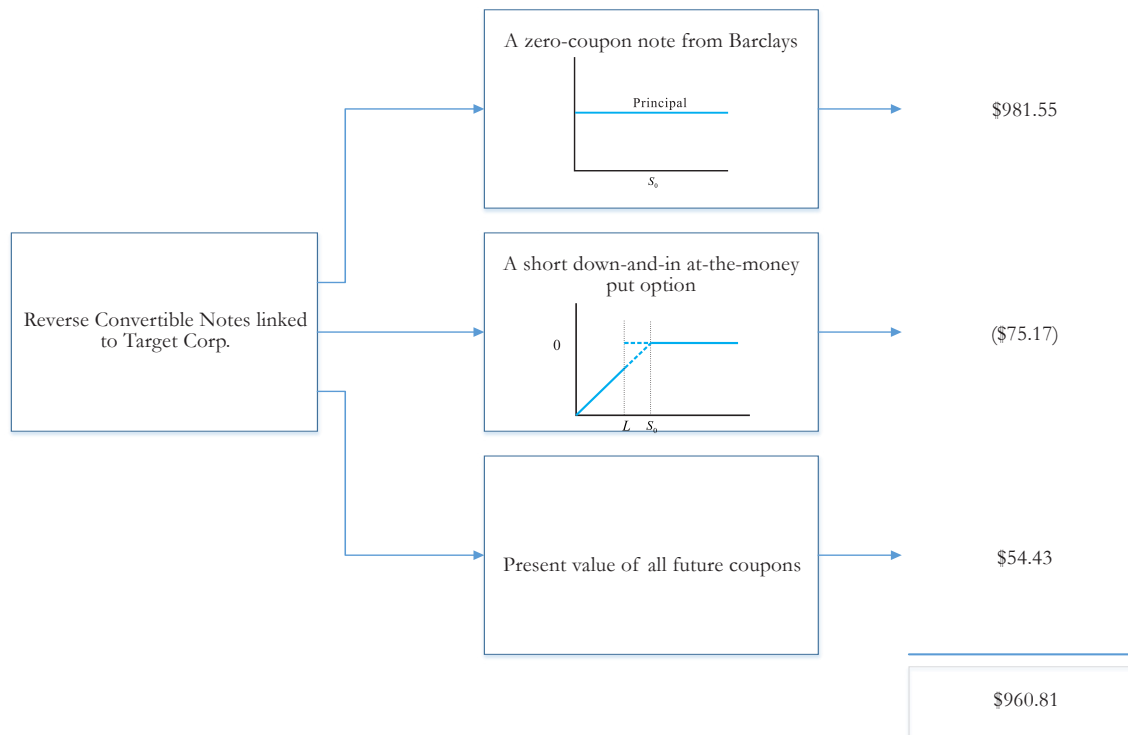 A zero-coupon note from Barclays
Principal
S₀
$981.55
Reverse Convertible Notes linked
to Target Corp.
A short down-and-in at-the-money
put option
0
L S₀
($75.17)
Present value of all future coupons
$54.43
$960.81